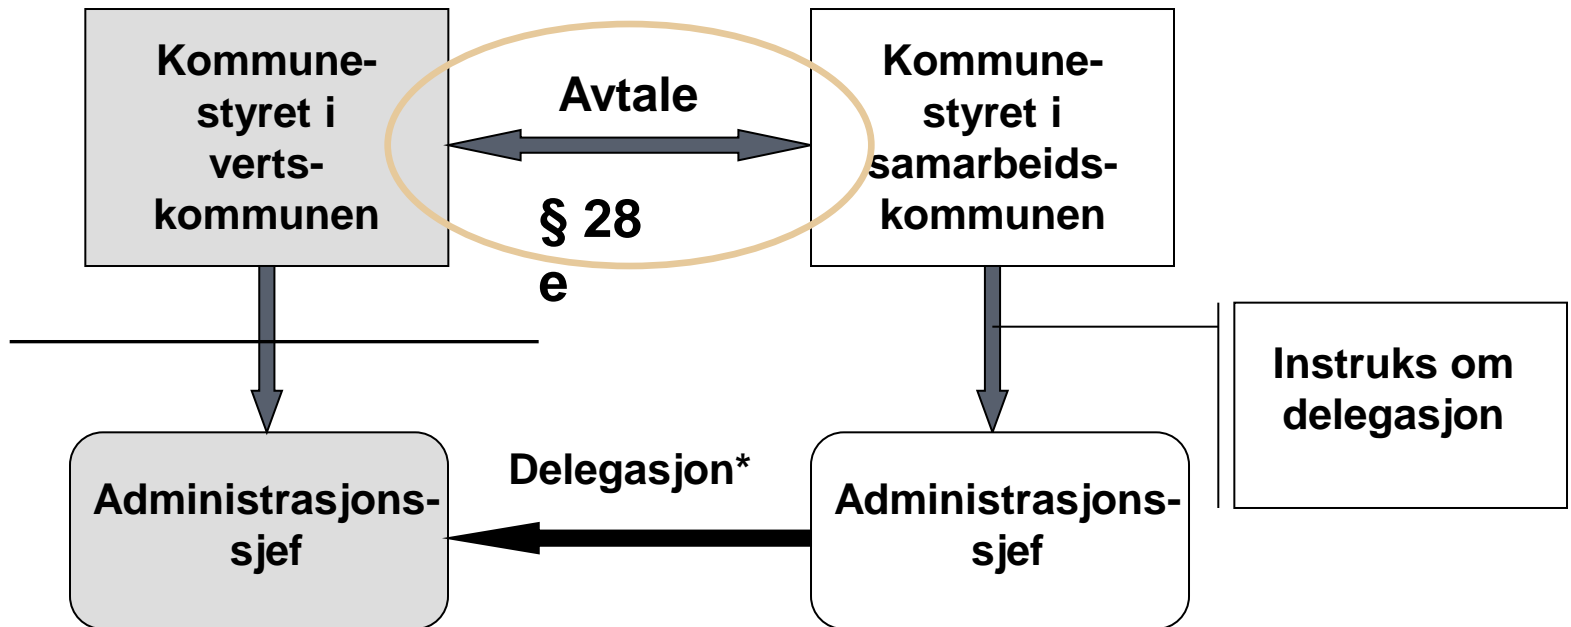 Kommune-
styret i
verts-
kommunen
Avtale
§ 28
e
Kommune-
styret i
samarbeids-
kommunen
Instruks om
delegasjon
Administrasjons-
sjef
Delegasjon*
Administrasjons-
sjef